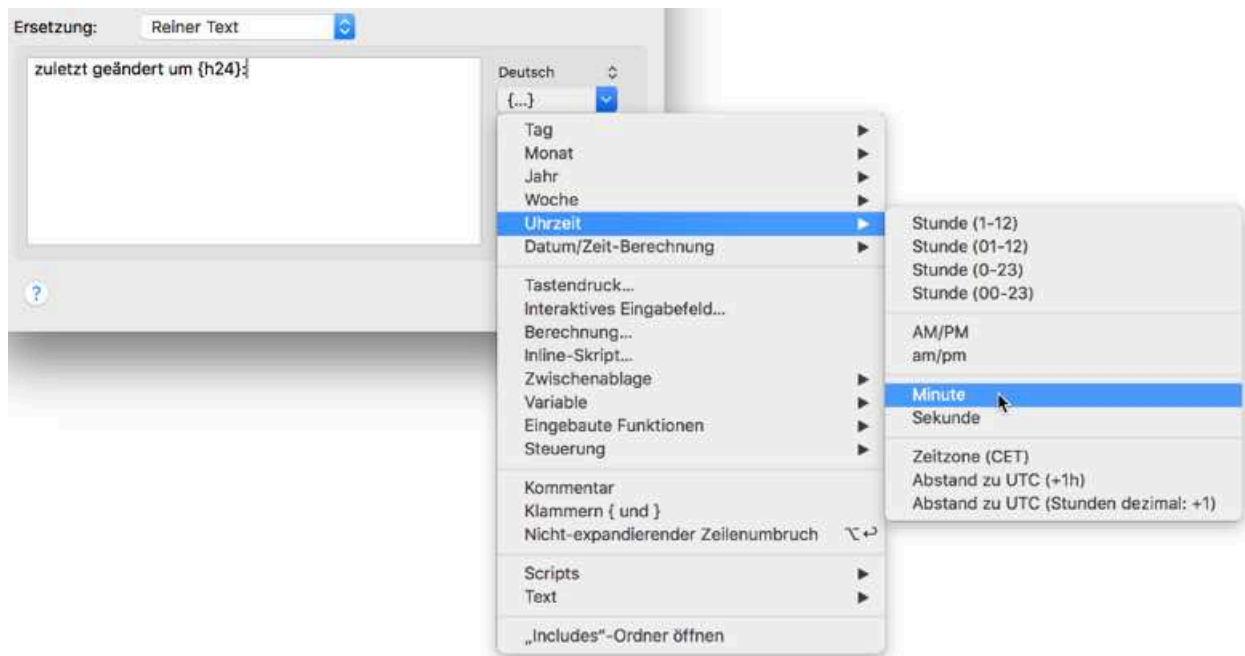 Ersetzung: Reiner Text
zuletzt geändert um {h24}:
Deutsch
{...}
Tag
Monat
Jahr
Woche
Uhrzeit
Datum/Zeit-Berechnung
Tastendruck...
Interaktives Eingabefeld...
Berechnung...
Inline-Skript...
Zwischenablage
Variable
Eingebaute Funktionen
Steuerung
Kommentar
Klammern { und }
Nicht-expandierender Zeilenumbruch ⌥↩
Scripts
Text
„Includes“-Ordner öffnen
Stunde (1-12)
Stunde (01-12)
Stunde (0-23)
Stunde (00-23)
AM/PM
am/pm
Minute
Sekunde
Zeitzone (CET)
Abstand zu UTC (+1h)
Abstand zu UTC (Stunden dezimal: +1)
?